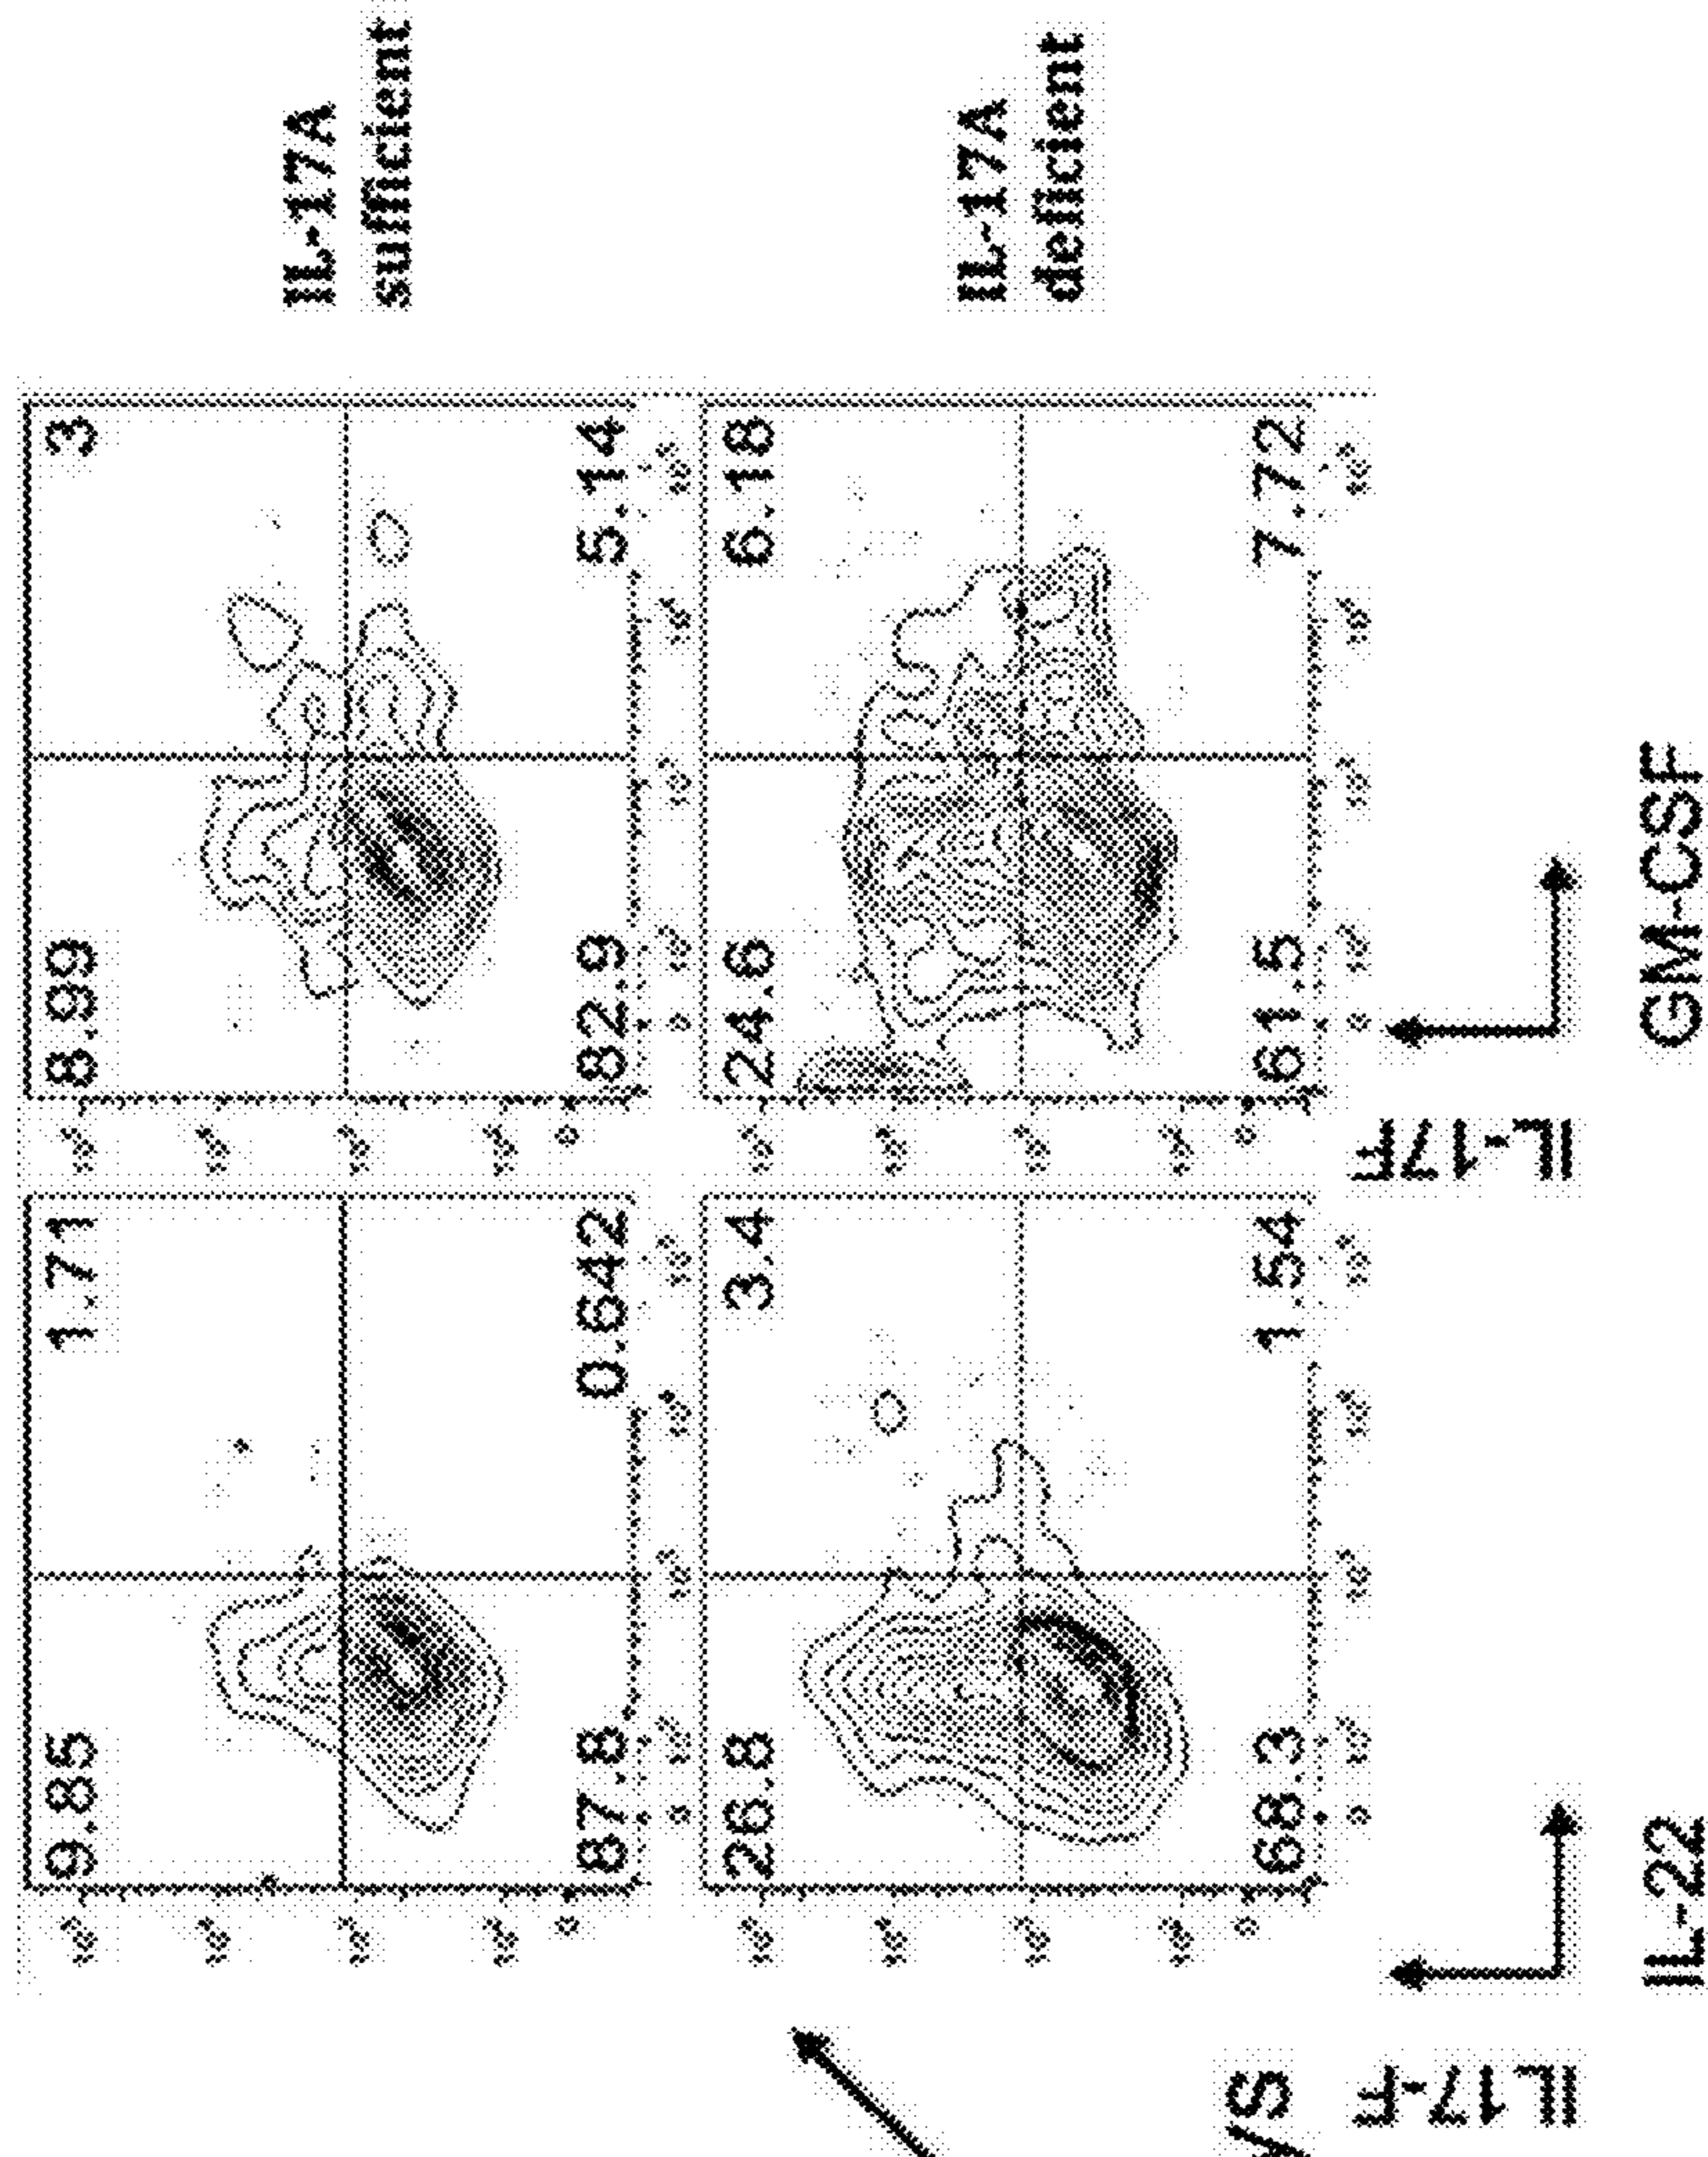 9.85
1.71
8.99
3
IL-17A
sufficient
87.8
0.642
82.9
5.14
26.8
3.4
24.6
6.18
IL-17A
deficient
68.3
1.54
61.5
7.72
IL17-F
IL-22
IL-17F
GM-CSF